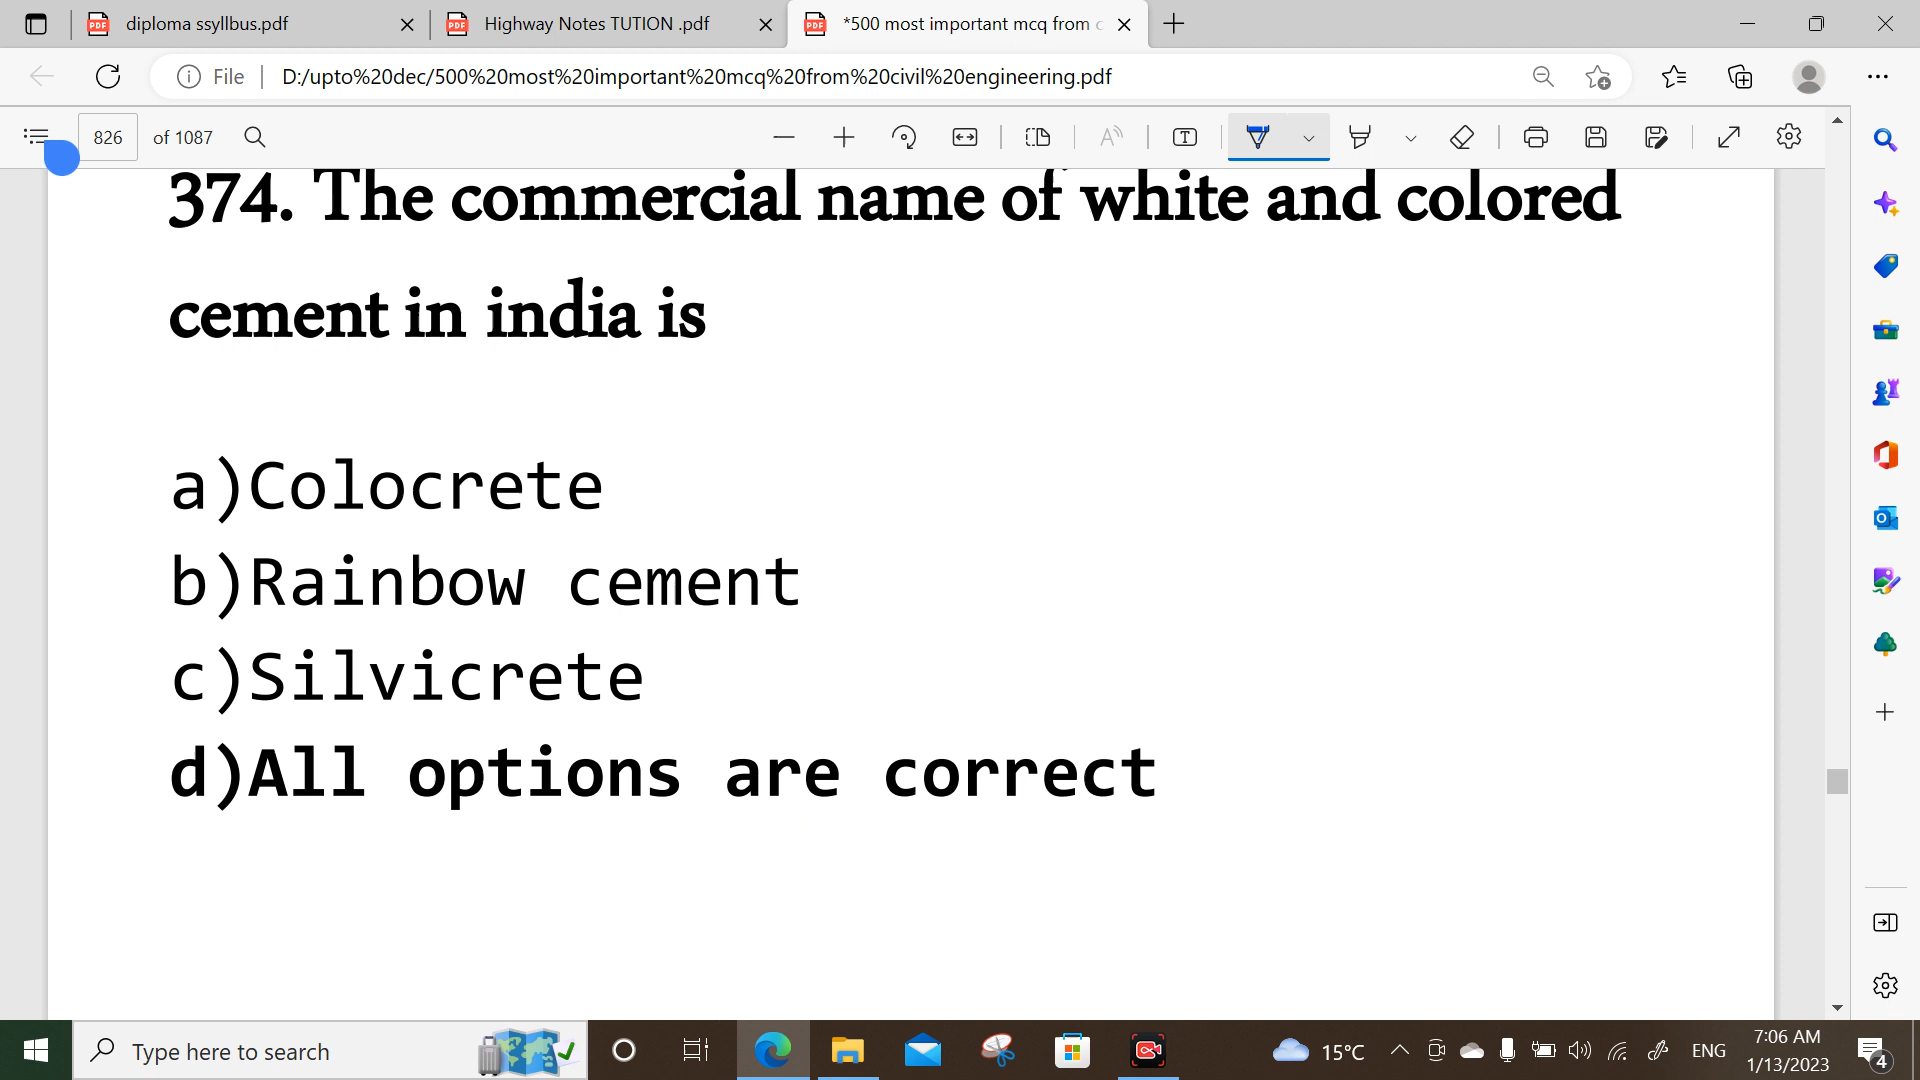 diploma ssyllbus.pdf
Highway Notes TUTION .pdf
*500 most important mcq from c
File
D:/upto%20dec/500%20most%20important%20mcq%20from%20civil%20engineering.pdf
826 of 1087
374. The commercial name of white and colored
cement in india is
a)Colocrete
b)Rainbow cement
c)Silvicrete
d)All options are correct
Type here to search
15°C
ENG
7:06 AM
1/13/2023
4